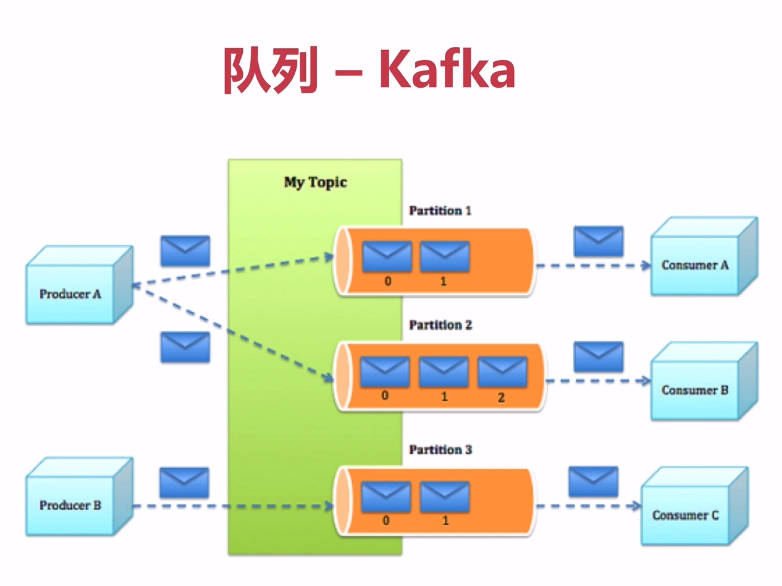 队列 – Kafka
My Topic
Partition 1
0 1
Producer A
Consumer A
Partition 2
0 1 2
Consumer B
Partition 3
0 1
Producer B
Consumer C